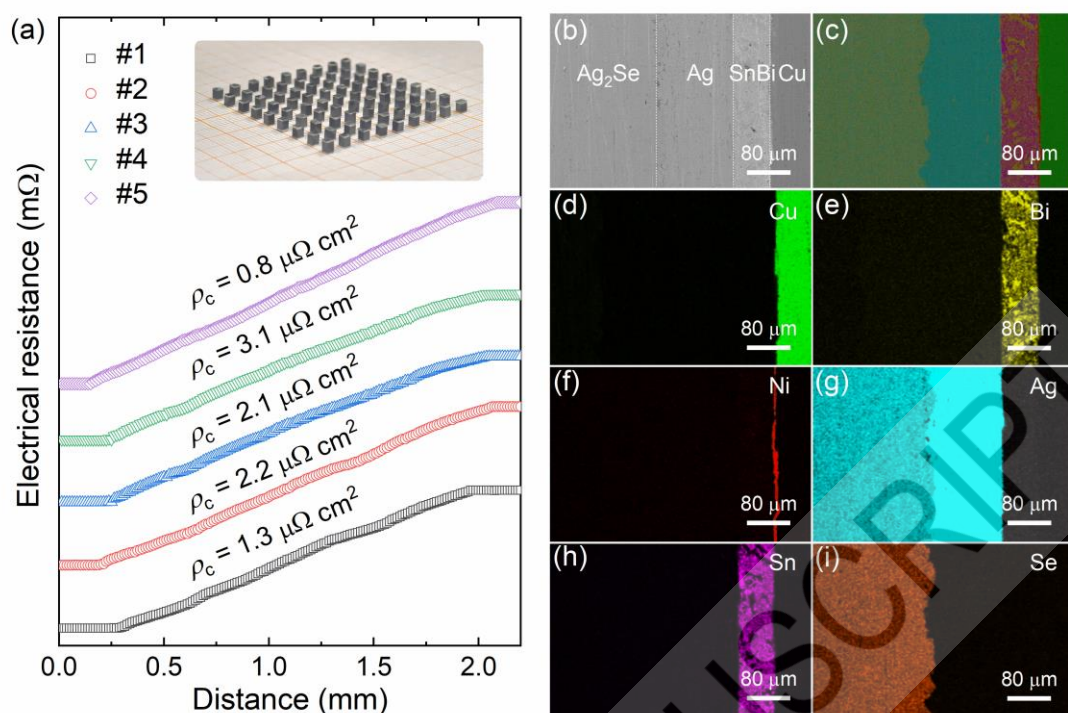 (a)
#1
#2
#3
#4
#5
Electrical resistance (mΩ)
ρc = 0.8 μΩ cm²
ρc = 3.1 μΩ cm²
ρc = 2.1 μΩ cm²
ρc = 2.2 μΩ cm²
ρc = 1.3 μΩ cm²
0.0 0.5 1.0 1.5 2.0
Distance (mm)
(b)
Ag₂Se Ag SnBi Cu
80 μm
(c)
80 μm
(d)
Cu
80 μm
(e)
Bi
80 μm
(f)
Ni
80 μm
(g)
Ag
80 μm
(h)
Sn
80 μm
(i)
Se
80 μm